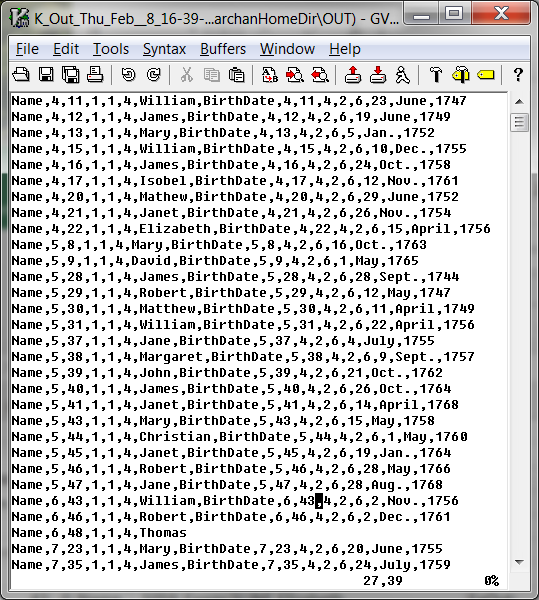 K_Out_Thu_Feb__8_16-39-...archanHomeDir\OUT) - GV...
File Edit Tools Syntax Buffers Window Help
Name,4,11,1,1,4,William,BirthDate,4,11,4,2,6,23,June,1747
Name,4,12,1,1,4,James,BirthDate,4,12,4,2,6,19,June,1749
Name,4,13,1,1,4,Mary,BirthDate,4,13,4,2,6,5,Jan.,1752
Name,4,15,1,1,4,William,BirthDate,4,15,4,2,6,10,Dec.,1755
Name,4,16,1,1,4,James,BirthDate,4,16,4,2,6,24,Oct.,1758
Name,4,17,1,1,4,Isobel,BirthDate,4,17,4,2,6,12,Nov.,1761
Name,4,20,1,1,4,Mathew,BirthDate,4,20,4,2,6,29,June,1752
Name,4,21,1,1,4,Janet,BirthDate,4,21,4,2,6,26,Nov.,1754
Name,4,22,1,1,4,Elizabeth,BirthDate,4,22,4,2,6,15,April,1756
Name,5,8,1,1,4,Mary,BirthDate,5,8,4,2,6,16,Oct.,1763
Name,5,9,1,1,4,David,BirthDate,5,9,4,2,6,1,May,1765
Name,5,28,1,1,4,James,BirthDate,5,28,4,2,6,28,Sept.,1744
Name,5,29,1,1,4,Robert,BirthDate,5,29,4,2,6,12,May,1747
Name,5,30,1,1,4,Matthew,BirthDate,5,30,4,2,6,11,April,1749
Name,5,31,1,1,4,William,BirthDate,5,31,4,2,6,22,April,1756
Name,5,37,1,1,4,Jane,BirthDate,5,37,4,2,6,4,July,1755
Name,5,38,1,1,4,Margaret,BirthDate,5,38,4,2,6,9,Sept.,1757
Name,5,39,1,1,4,John,BirthDate,5,39,4,2,6,21,Oct.,1762
Name,5,40,1,1,4,James,BirthDate,5,40,4,2,6,26,Oct.,1764
Name,5,41,1,1,4,Janet,BirthDate,5,41,4,2,6,14,April,1768
Name,5,43,1,1,4,Mary,BirthDate,5,43,4,2,6,15,May,1758
Name,5,44,1,1,4,Christian,BirthDate,5,44,4,2,6,1,May,1760
Name,5,45,1,1,4,Janet,BirthDate,5,45,4,2,6,19,Jan.,1764
Name,5,46,1,1,4,Robert,BirthDate,5,46,4,2,6,28,May,1766
Name,5,47,1,1,4,Jane,BirthDate,5,47,4,2,6,28,Aug.,1768
Name,6,43,1,1,4,William,BirthDate,6,43,4,2,6,2,Nov.,1756
Name,6,46,1,1,4,Robert,BirthDate,6,46,4,2,6,2,Dec.,1761
Name,6,48,1,1,4,Thomas
Name,7,23,1,1,4,Mary,BirthDate,7,23,4,2,6,20,June,1755
Name,7,35,1,1,4,James,BirthDate,7,35,4,2,6,24,July,1759
27,39 0%